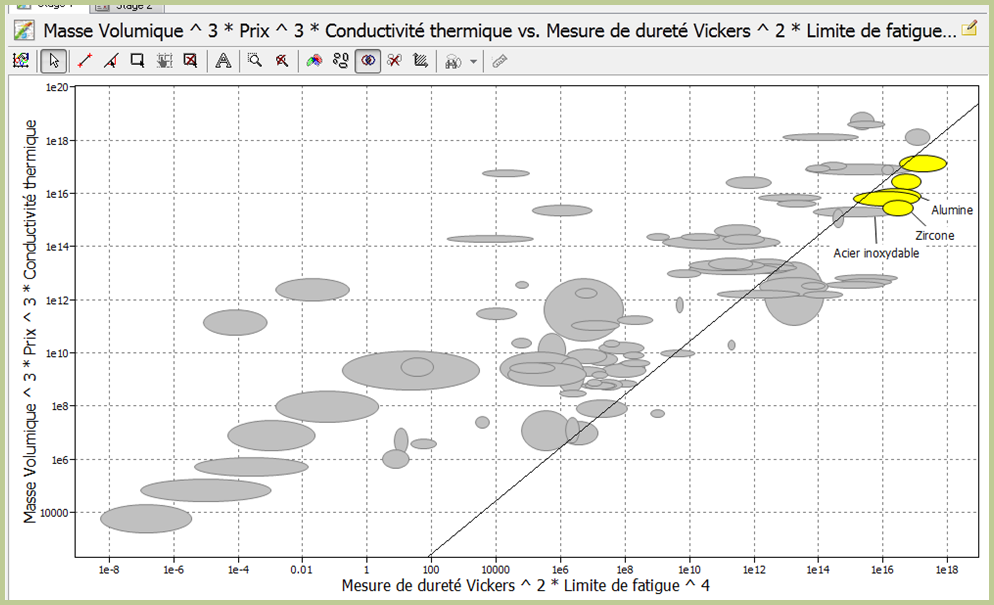 Stage 1
Stage 2
Masse Volumique ^ 3 * Prix ^ 3 * Conductivité thermique vs. Mesure de dureté Vickers ^ 2 * Limite de fatigue...
Masse Volumique ^ 3 * Prix ^ 3 * Conductivité thermique
1e20
1e18
1e16
1e14
1e12
1e10
1e8
1e6
10000
Alumine
Zircone
Acier inoxydable
1e-8 1e-6 1e-4 0.01 1 100 10000 1e6 1e8 1e10 1e12 1e14 1e16 1e18
Mesure de dureté Vickers ^ 2 * Limite de fatigue ^ 4